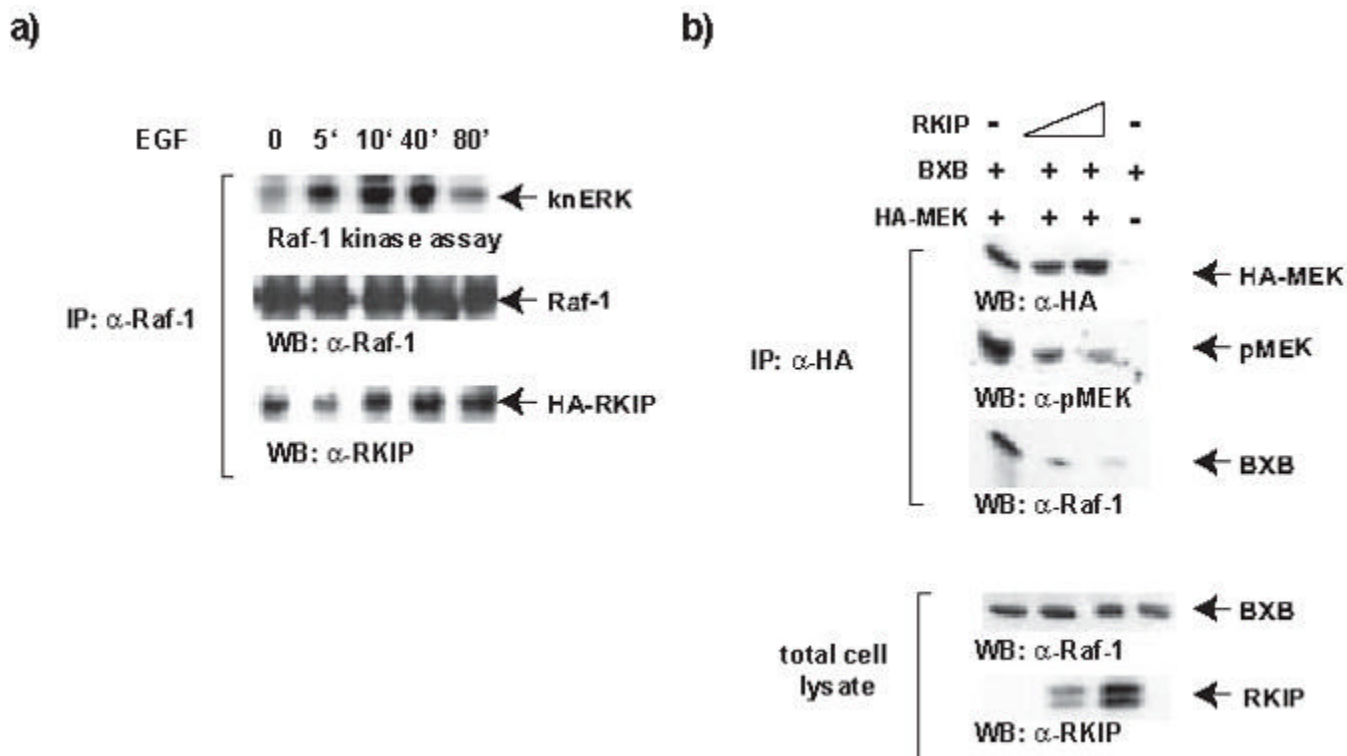 a)
EGF 0 5‘ 10‘ 40’ 80’
knERK
Raf-1 kinase assay
IP: α-Raf-1
Raf-1
WB: α-Raf-1
HA-RKIP
WB: α-RKIP
b)
RKIP - -
BXB + + + +
HA-MEK + + + -
HA-MEK
WB: α-HA
IP: α-HA
pMEK
WB: α-pMEK
BXB
WB: α-Raf-1
total cell
lysate
BXB
WB: α-Raf-1
RKIP
WB: α-RKIP